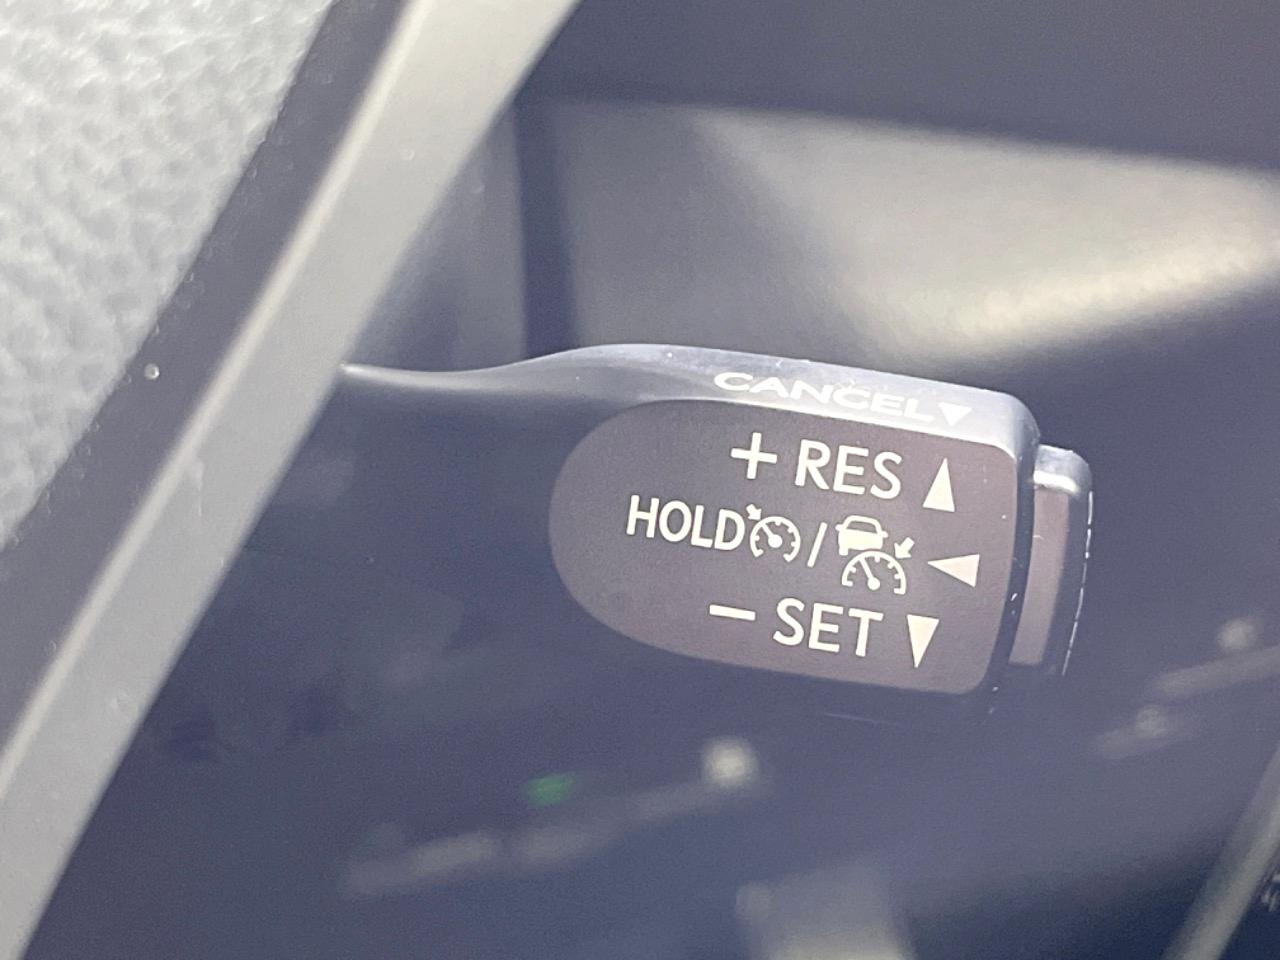 CANCEL▼
+ RES ▲
HOLD / ◀
− SET ▼